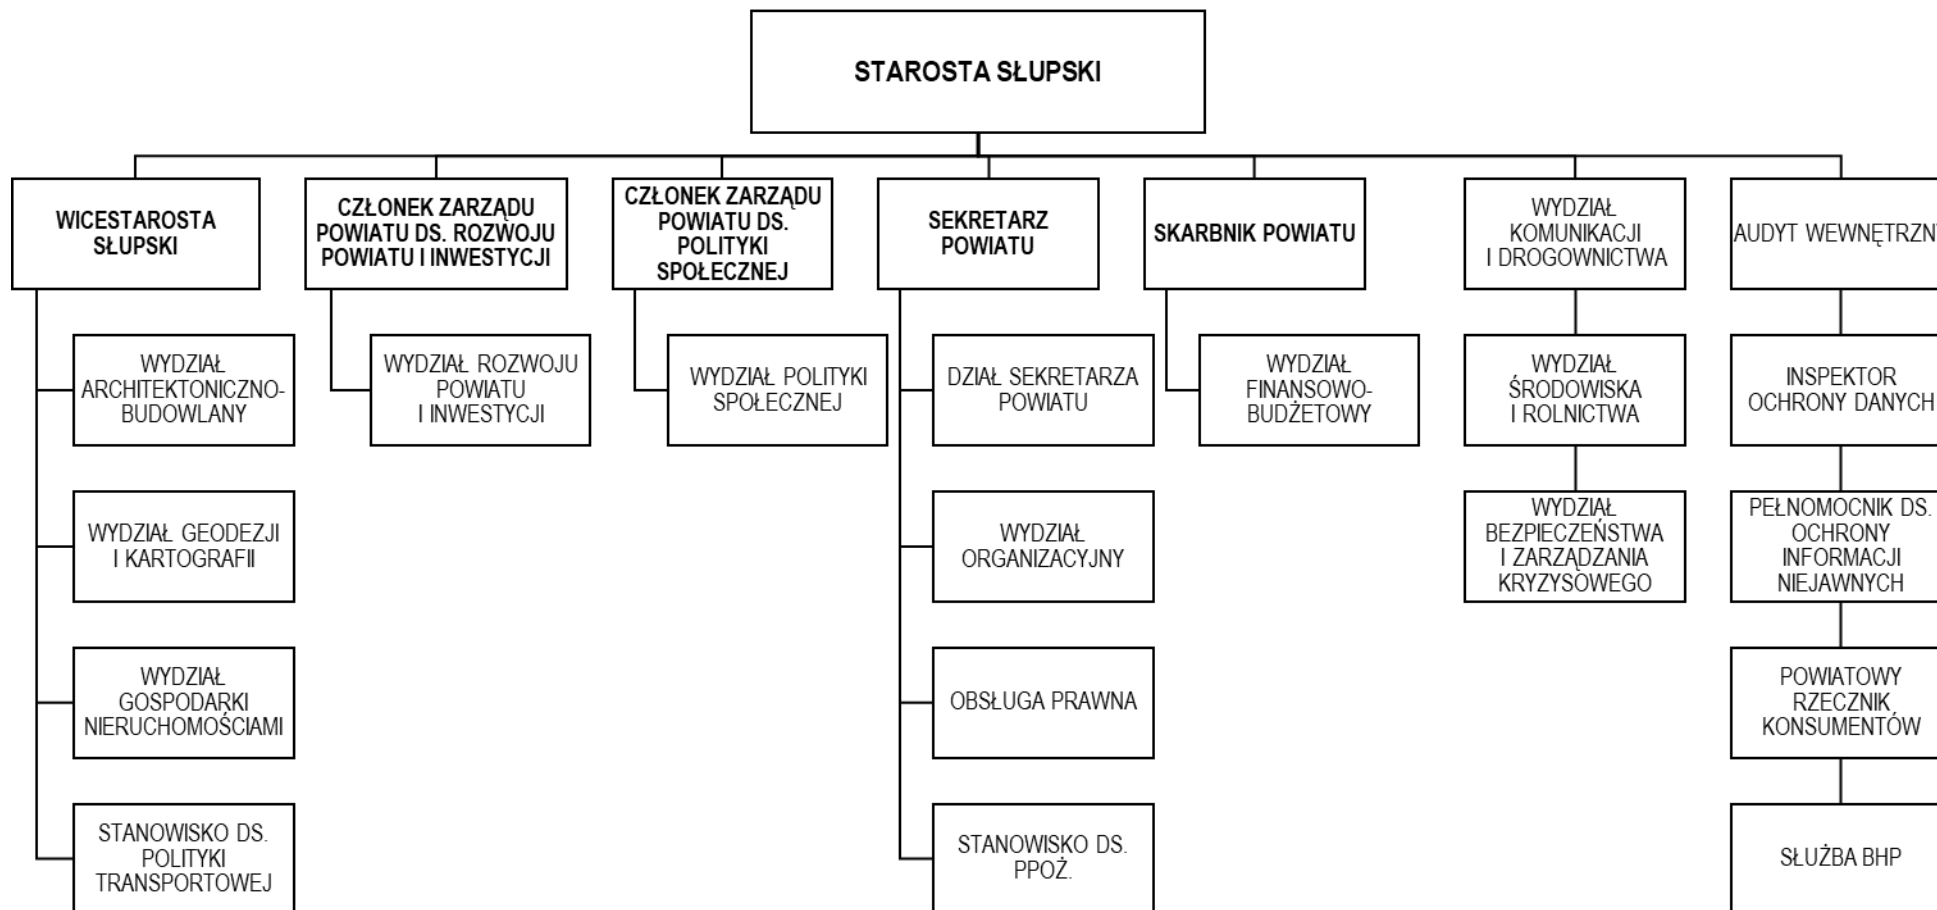 STAROSTA SŁUPSKI
WICESTAROSTA
SŁUPSKI
CZŁONEK ZARZĄDU
POWIATU DS. ROZWOJU
POWIATU I INWESTYCJI
CZŁONEK ZARZĄDU
POWIATU DS.
POLITYKI
SPOŁECZNEJ
SEKRETARZ
POWIATU
SKARBNIK POWIATU
WYDZIAŁ
KOMUNIKACJI
I DROGOWNICTWA
AUDYT WEWNĘTRZNY
WYDZIAŁ
ARCHITEKTONICZNO-
BUDOWLANY
WYDZIAŁ ROZWOJU
POWIATU
I INWESTYCJI
WYDZIAŁ POLITYKI
SPOŁECZNEJ
DZIAŁ SEKRETARZA
POWIATU
WYDZIAŁ
FINANSOWO-
BUDŻETOWY
WYDZIAŁ
ŚRODOWISKA
I ROLNICTWA
INSPEKTOR
OCHRONY DANYCH
WYDZIAŁ GEODEZJI
I KARTOGRAFII
WYDZIAŁ
ORGANIZACYJNY
WYDZIAŁ
BEZPIECZEŃSTWA
I ZARZĄDZANIA
KRYZYSOWEGO
PEŁNOMOCNIK DS.
OCHRONY
INFORMACJI
NIEJAWNYCH
WYDZIAŁ
GOSPODARKI
NIERUCHOMOŚCIAMI
OBSŁUGA PRAWNA
POWIATOWY
RZECZNIK
KONSUMENTÓW
STANOWISKO DS.
POLITYKI
TRANSPORTOWEJ
STANOWISKO DS.
PPOŻ.
SŁUŻBA BHP